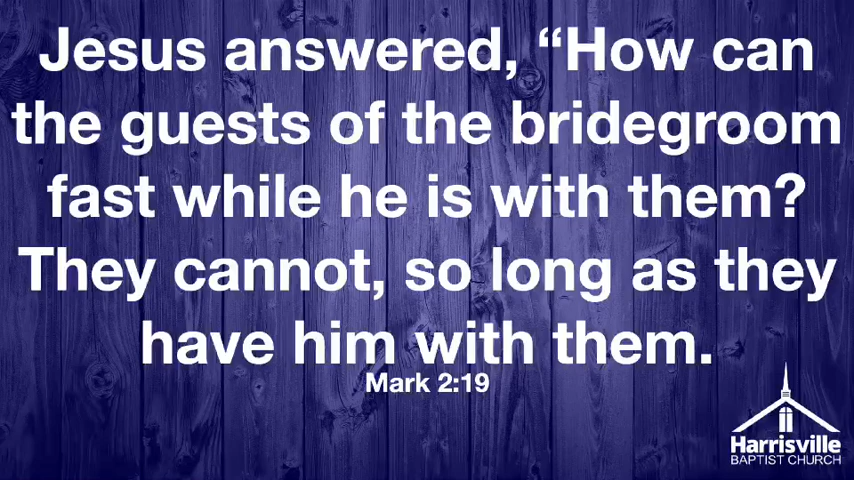 Jesus answered, “How can
the guests of the bridegroom
fast while he is with them?
They cannot, so long as they
have him with them.
Mark 2:19
Harrisville
BAPTIST CHURCH